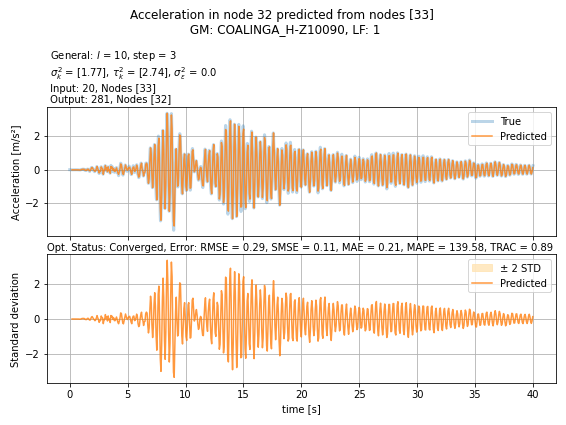 Acceleration in node 32 predicted from nodes [33]
GM: COALINGA_H-Z10090, LF: 1
General: l = 10, step = 3
σ²ₖ = [1.77], τ²ₖ = [2.74], σ²ₑ = 0.0
Input: 20, Nodes [33]
Output: 281, Nodes [32]
Acceleration [m/s²]
2
0
−2
True
Predicted
Opt. Status: Converged, Error: RMSE = 0.29, SMSE = 0.11, MAE = 0.21, MAPE = 139.58, TRAC = 0.89
Standard deviation
2
0
−2
± 2 STD
Predicted
0 5 10 15 20 25 30 35 40
time [s]